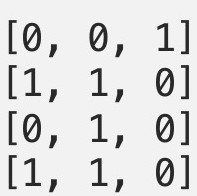 [0, 0, 1]
[1, 1, 0]
[0, 1, 0]
[1, 1, 0]